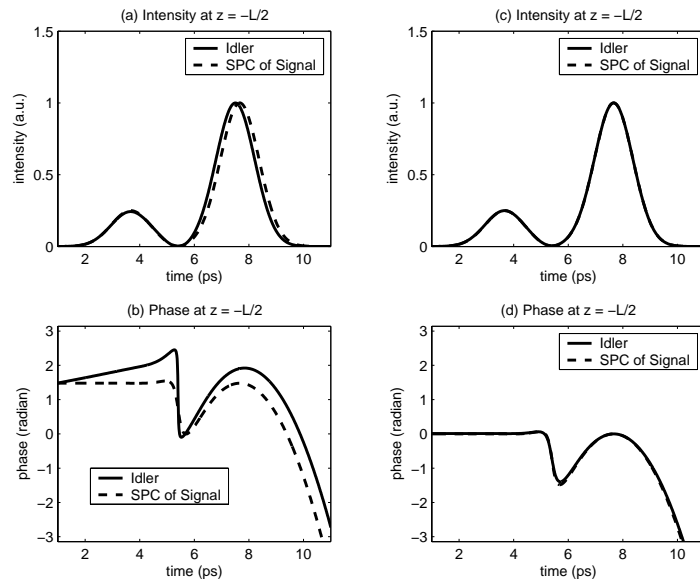 (a) Intensity at z = −L/2
1.5
1
0.5
0
intensity (a.u.)
Idler
SPC of Signal
2 4 6 8 10
time (ps)
(c) Intensity at z = −L/2
1.5
1
0.5
0
intensity (a.u.)
Idler
SPC of Signal
2 4 6 8 10
time (ps)
(b) Phase at z = −L/2
3
2
1
0
−1
−2
−3
phase (radian)
Idler
SPC of Signal
2 4 6 8 10
time (ps)
(d) Phase at z = −L/2
3
2
1
0
−1
−2
−3
phase (radian)
Idler
SPC of Signal
2 4 6 8 10
time (ps)